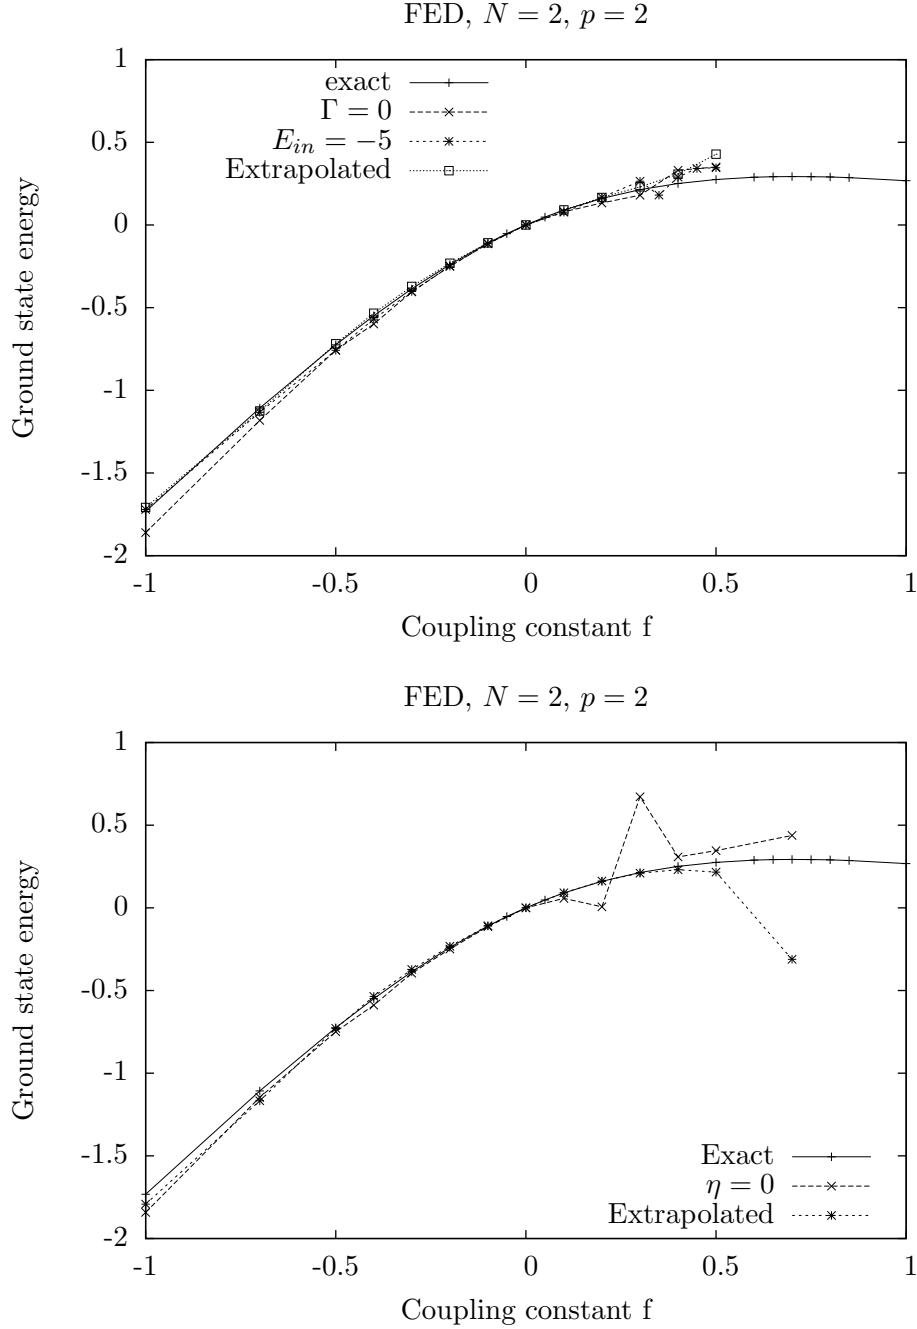 FED, N = 2, p = 2
1
0.5
0
-0.5
-1
-1.5
-2
Ground state energy
exact
Γ = 0
E_in = −5
Extrapolated
-1 -0.5 0 0.5 1
Coupling constant f
FED, N = 2, p = 2
1
0.5
0
-0.5
-1
-1.5
-2
Ground state energy
Exact
η = 0
Extrapolated
-1 -0.5 0 0.5 1
Coupling constant f